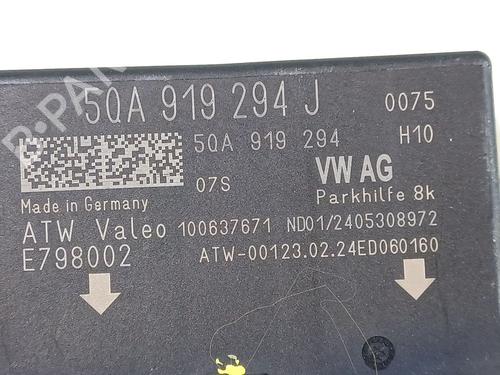 5QA 919 294 J 0075
5QA 919 294 H10
07S VW AG
Made in Germany Parkhilfe 8k
ATW Valeo 100637671 ND01/2405308972
E798002 ATW-00123.02.24ED060160